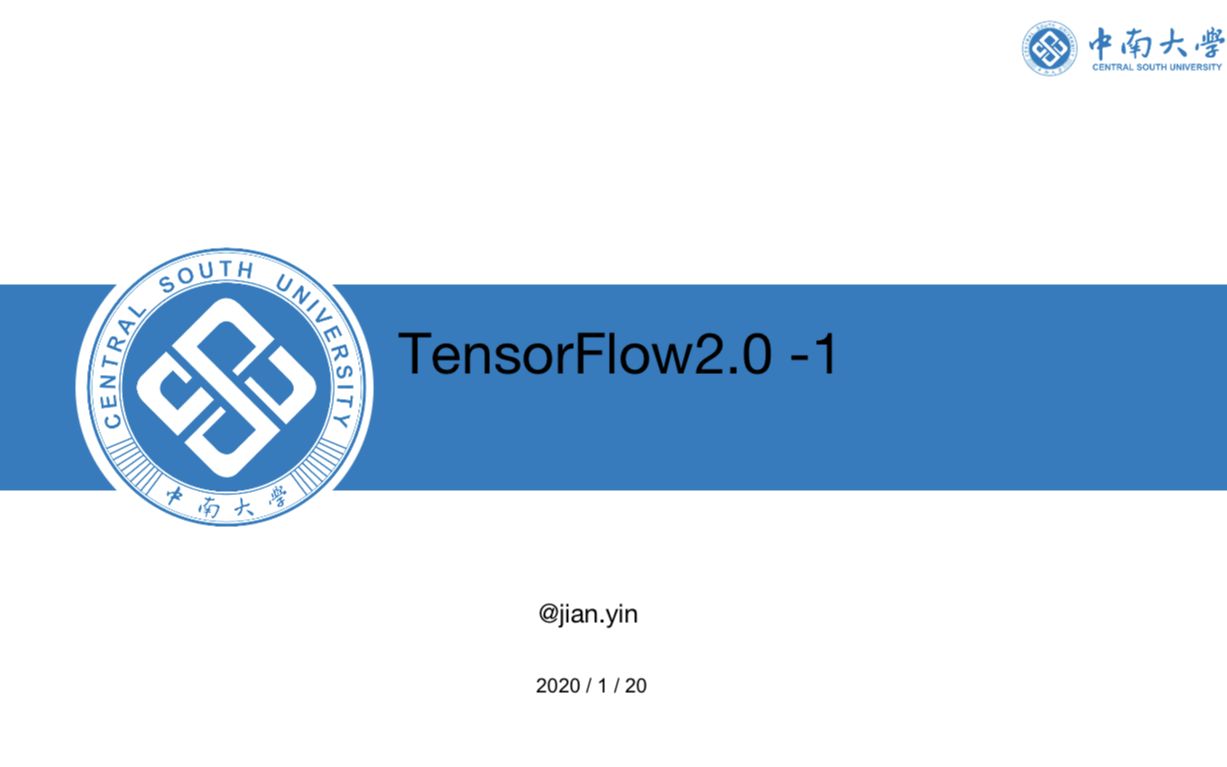 中南大學
CENTRAL SOUTH UNIVERSITY
CENTRAL SOUTH UNIVERSITY
中南大學
TensorFlow2.0 -1
@jian.yin
2020 / 1 / 20